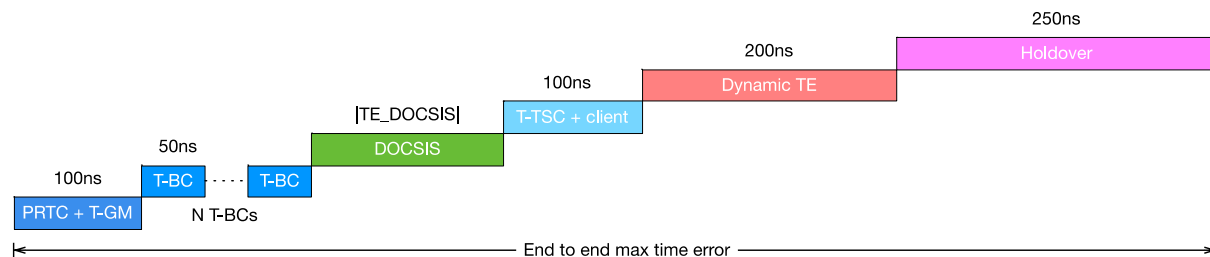 250ns
Holdover
200ns
Dynamic TE
100ns
T-TSC + client
|TE_DOCSIS|
DOCSIS
50ns
T-BC
T-BC
100ns
PRTC + T-GM
N T-BCs
End to end max time error